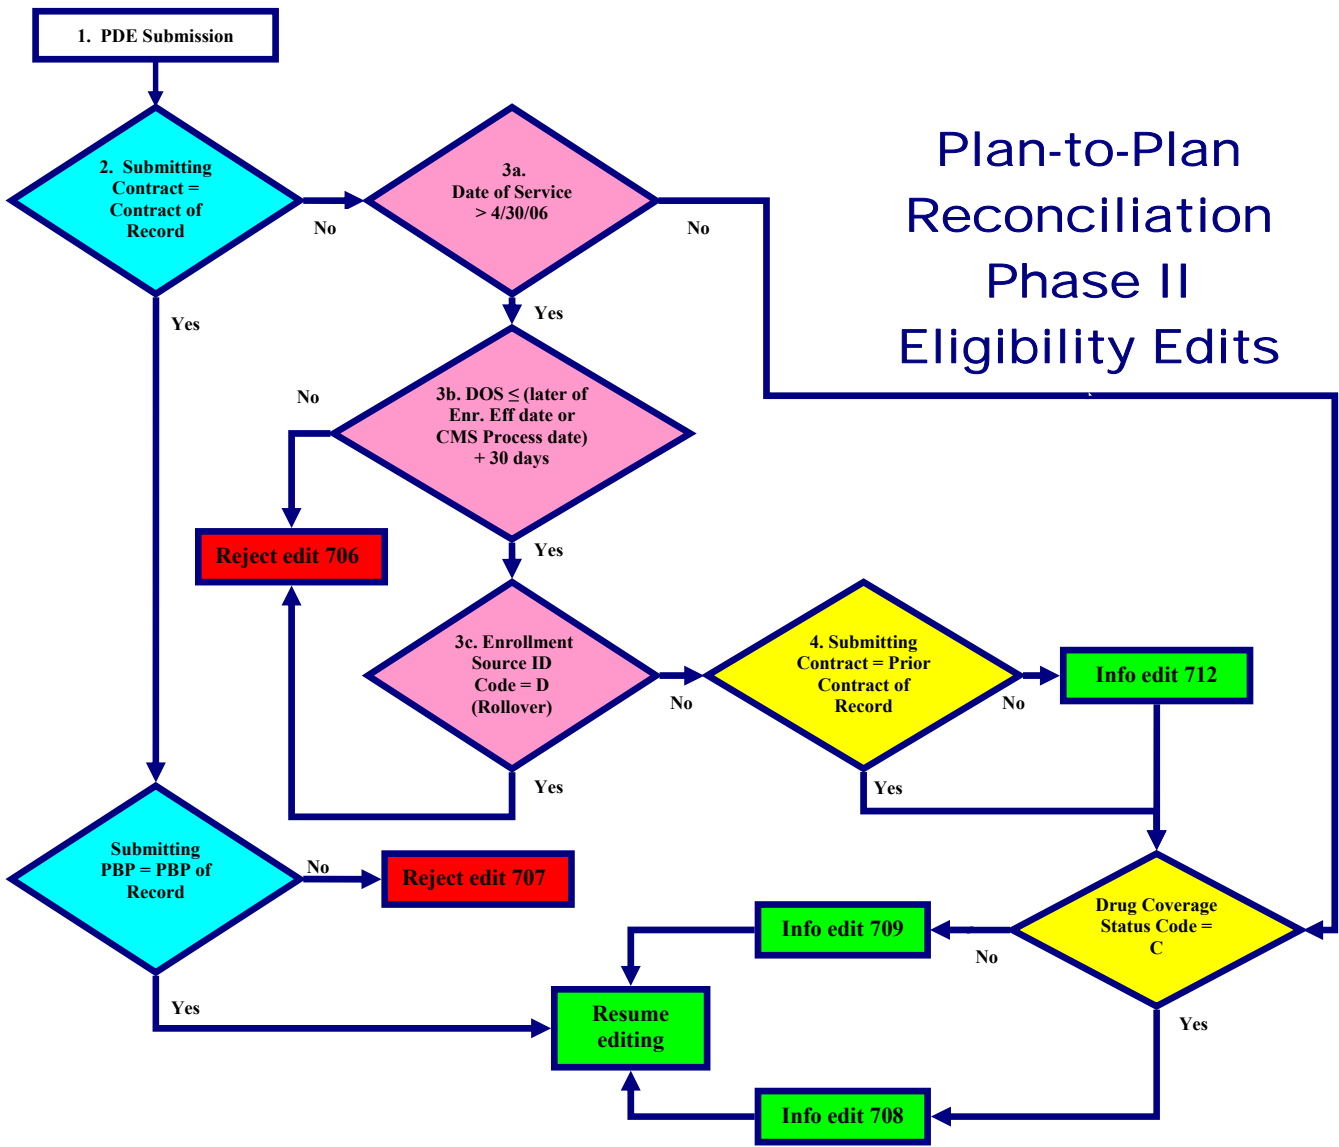 1. PDE Submission
Plan-to-Plan
Reconciliation
Phase II
Eligibility Edits
2. Submitting
Contract =
Contract of
Record
No
3a.
Date of Service
> 4/30/06
No
Yes
Yes
3b. DOS ≤ (later of
Enr. Eff date or
CMS Process date)
+ 30 days
No
Reject edit 706
Yes
3c. Enrollment
Source ID
Code = D
(Rollover)
No
4. Submitting
Contract = Prior
Contract of
Record
No
Info edit 712
Yes
Yes
Submitting
PBP = PBP of
Record
No
Reject edit 707
Drug Coverage
Status Code =
C
Info edit 709
No
Yes
Resume
editing
Yes
Info edit 708